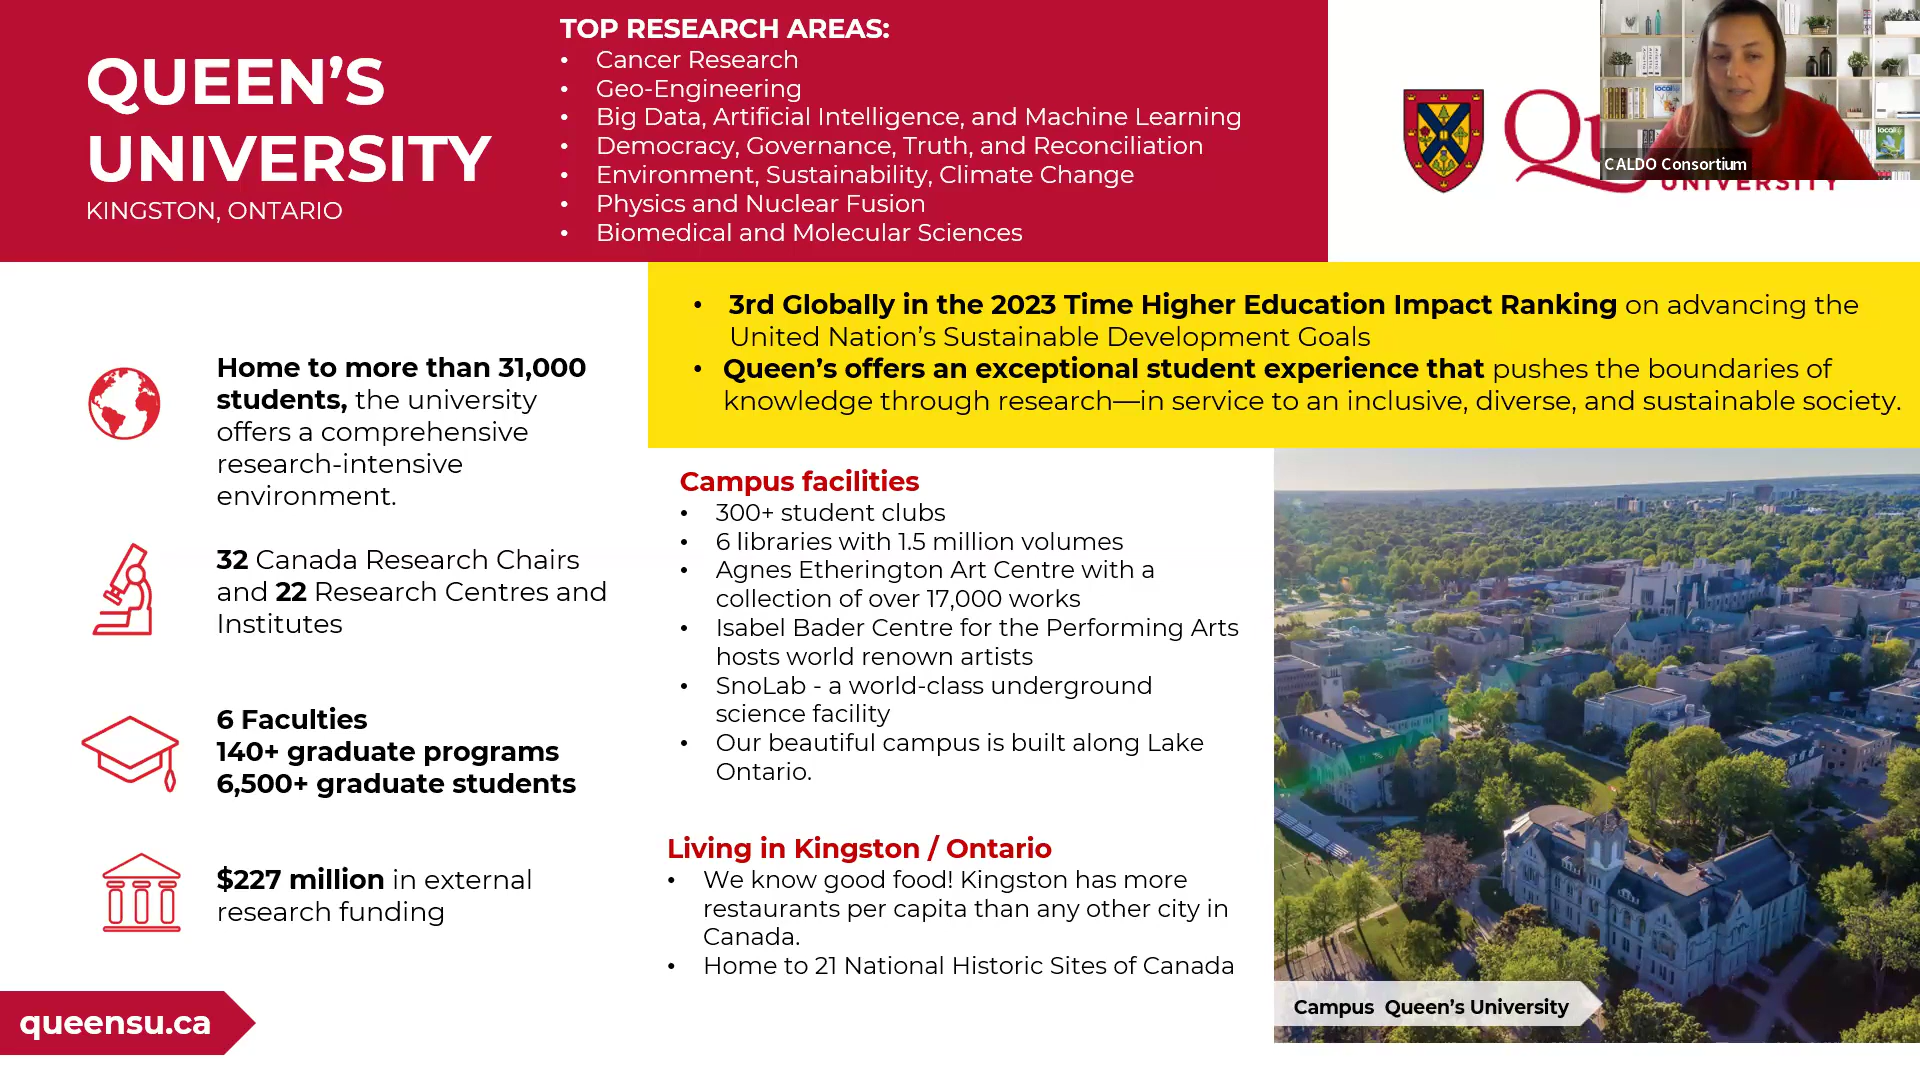 QUEEN'S
UNIVERSITY
KINGSTON, ONTARIO
TOP RESEARCH AREAS:
• Cancer Research
• Geo-Engineering
• Big Data, Artificial Intelligence, and Machine Learning
• Democracy, Governance, Truth, and Reconciliation
• Environment, Sustainability, Climate Change
• Physics and Nuclear Fusion
• Biomedical and Molecular Sciences
UNIVERSITY
CALDO Consortium
• 3rd Globally in the 2023 Time Higher Education Impact Ranking on advancing the
United Nation's Sustainable Development Goals
• Queen's offers an exceptional student experience that pushes the boundaries of
knowledge through research—in service to an inclusive, diverse, and sustainable society.
Home to more than 31,000
students, the university
offers a comprehensive
research-intensive
environment.
32 Canada Research Chairs
and 22 Research Centres and
Institutes
6 Faculties
140+ graduate programs
6,500+ graduate students
$227 million in external
research funding
queensu.ca
Campus facilities
• 300+ student clubs
• 6 libraries with 1.5 million volumes
• Agnes Etherington Art Centre with a
collection of over 17,000 works
• Isabel Bader Centre for the Performing Arts
hosts world renown artists
• SnoLab - a world-class underground
science facility
• Our beautiful campus is built along Lake
Ontario.
Living in Kingston / Ontario
• We know good food! Kingston has more
restaurants per capita than any other city in
Canada.
• Home to 21 National Historic Sites of Canada
Campus Queen's University